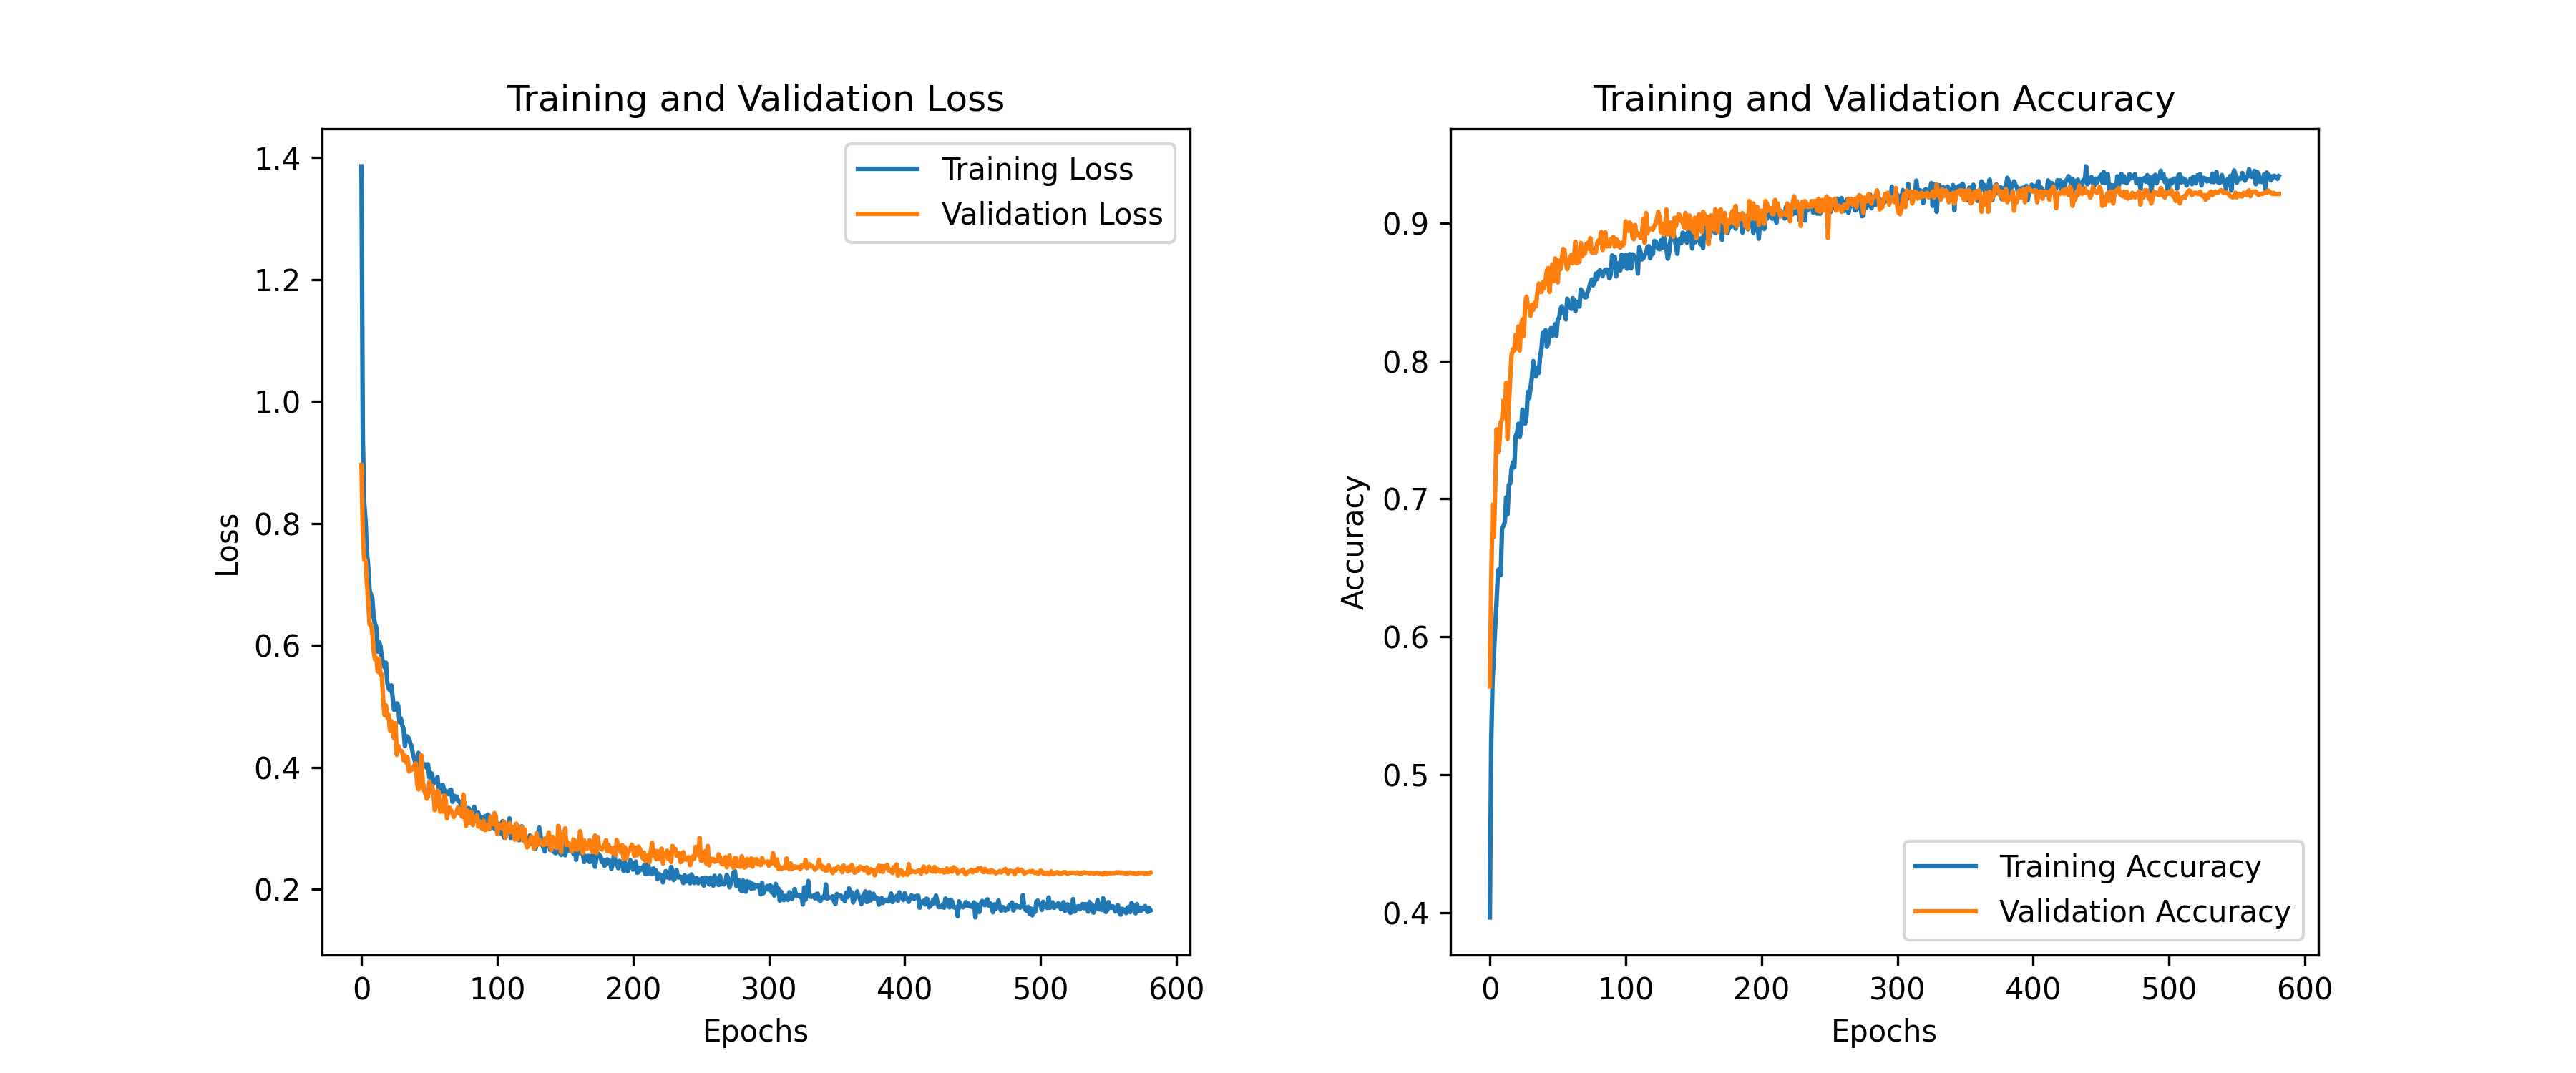 Training and Validation Loss
1.4
1.2
1.0
0.8
0.6
0.4
0.2
Loss
0
100
200
300
400
500
600
Epochs
Training Loss
Validation Loss
Training and Validation Accuracy
0.9
0.8
0.7
0.6
0.5
0.4
Accuracy
0
100
200
300
400
500
600
Epochs
Training Accuracy
Validation Accuracy